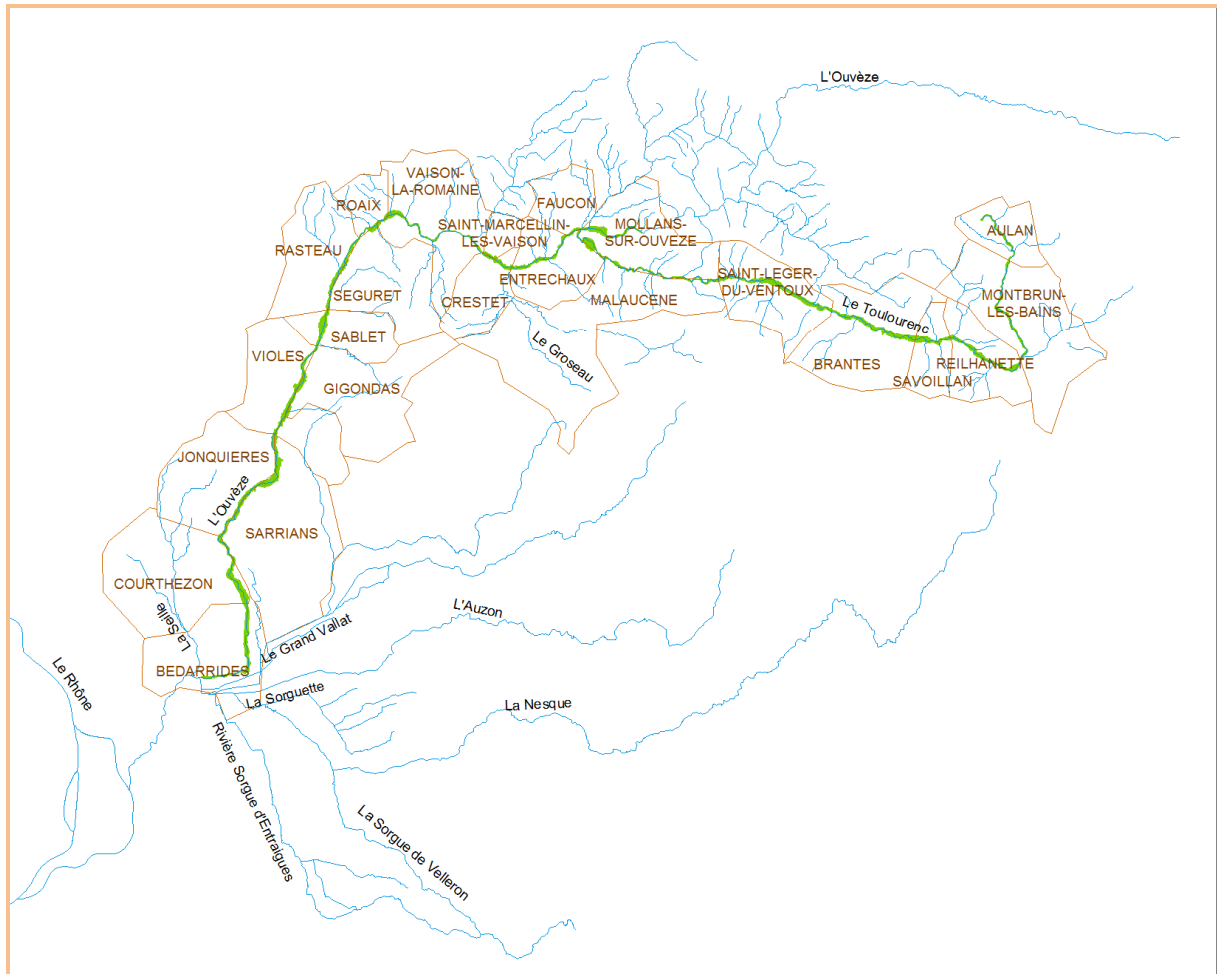 L'Ouvèze
VAISON-
LA-ROMAINE
ROAIX
FAUCON
RASTEAU
SAINT-MARCELLIN-
LES-VAISON
MOLLANS-
SUR-OUVEZE
AULAN
SEGURET
CRESTET
ENTRECHAUX
MALAUCENE
SAINT-LEGER-
DU-VENTOUX
MONTBRUN-
LES-BAINS
Le Toulourenc
SABLET
VIOLES
Le Groseau
BRANTES
REILHANETTE
SAVOILLAN
GIGONDAS
JONQUIERES
L'Ouvèze
SARRIANS
COURTHEZON
La Seille
L'Auzon
Le Grand Vallat
BEDARRIDES
Le Rhône
La Sorguette
La Nesque
Rivière Sorgue d'Entraigues
La Sorgue de Velleron